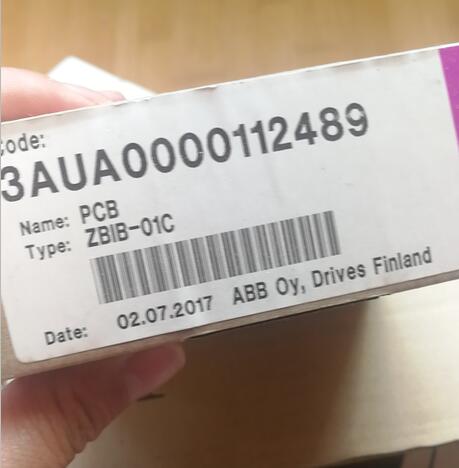 Code:
3AUA0000112489
Name: PCB
Type: ZBIB-01C
Date: 02.07.2017 ABB Oy, Drives Finland